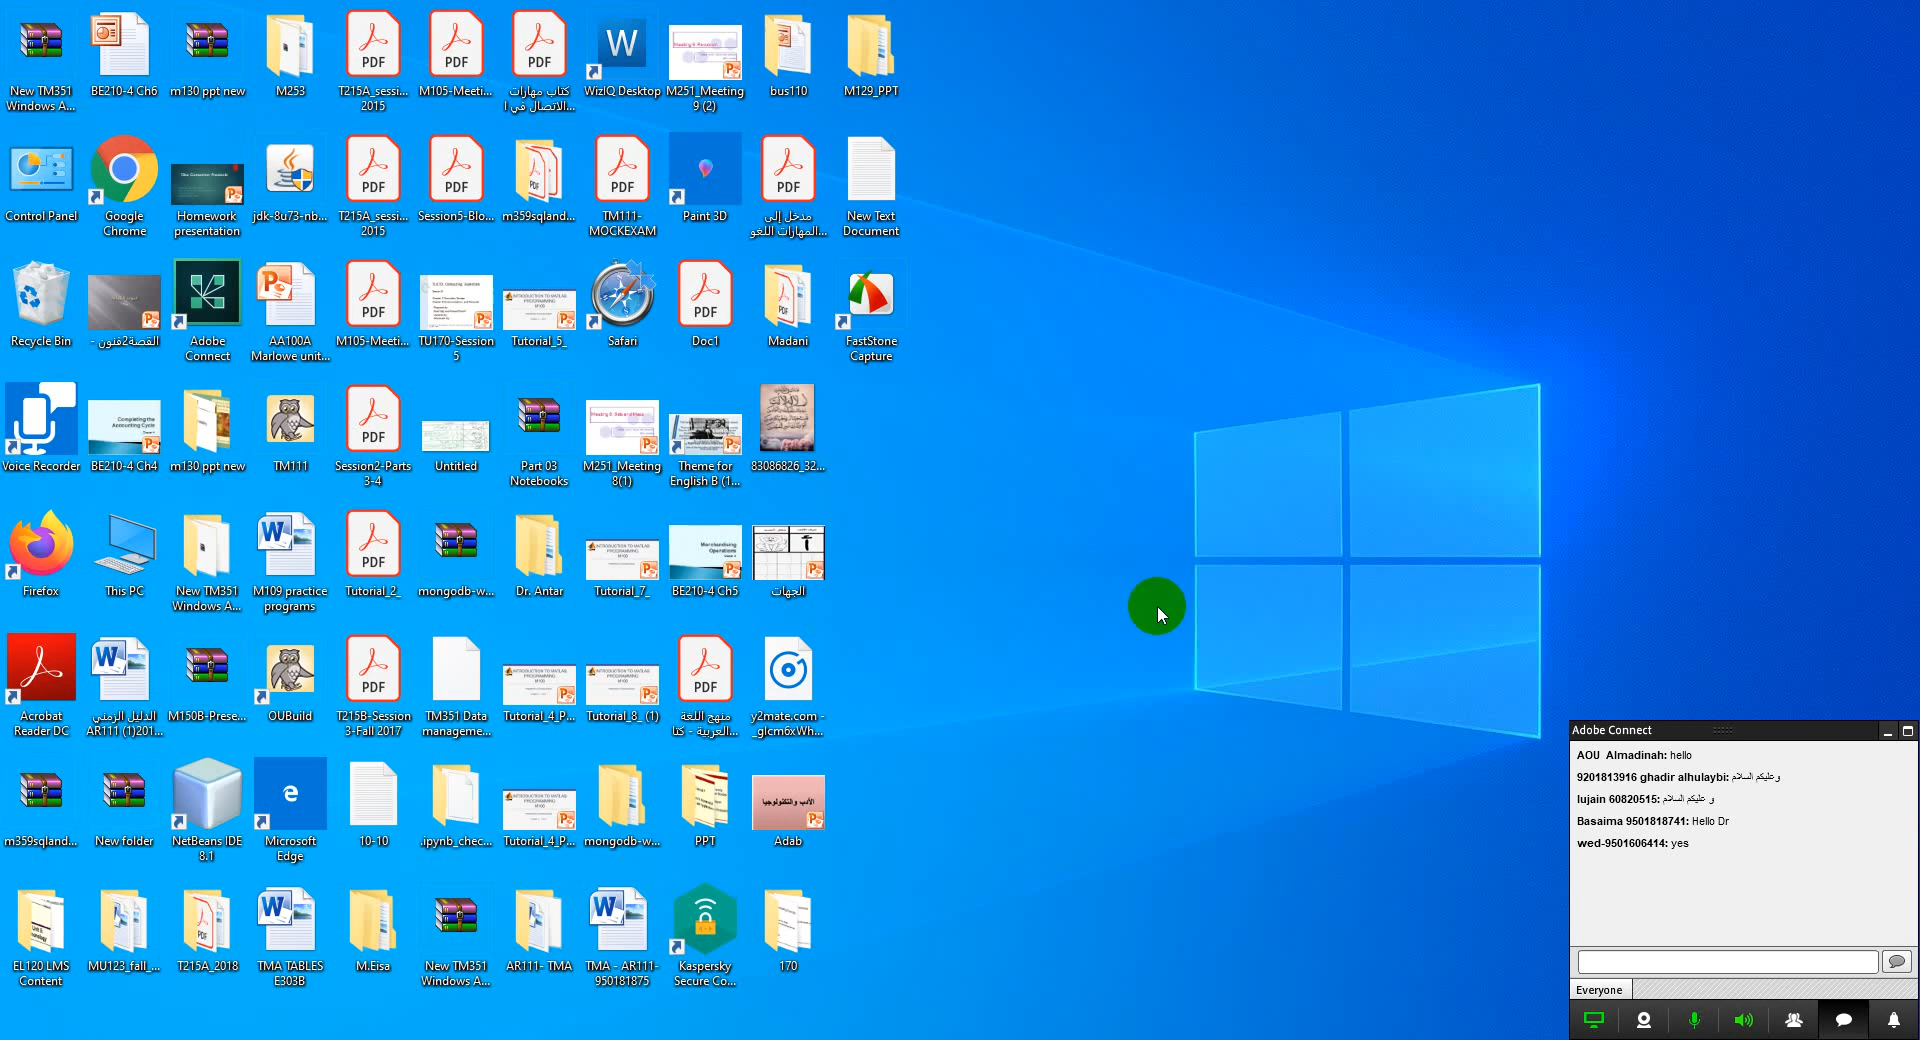 New TM351
Windows A...
BE210-4 Ch6
m130 ppt new
M253
T215A_sessi...
2015
M105-Meeti...
كتاب مهارات
الاتصال في ا...
WizIQ Desktop
M251_Meeting
9 (2)
bus110
M129_PPT
Control Panel
Google
Chrome
Homework
presentation
jdk-8u73-nb...
T215A_sessi...
2015
Session5-Blo...
m359sqland...
TM111-
MOCKEXAM
Paint 3D
مدخل إلى
المهارات اللغو...
New Text
Document
Recycle Bin
القصة2فنون -
Adobe
Connect
AA100A
Marlowe unit...
M105-Meeti...
TU170-Session
5
Tutorial_5_
Safari
Doc1
Madani
FastStone
Capture
Voice Recorder
BE210-4 Ch4
m130 ppt new
TM111
Session2-Parts
3-4
Untitled
Part 03
Notebooks
M251_Meeting
8(1)
Theme for
English B (1...
83086826_32...
Firefox
This PC
New TM351
Windows A...
M109 practice
programs
Tutorial_2_
mongodb-w...
Dr. Antar
Tutorial_7_
BE210-4 Ch5
الجهات
Acrobat
Reader DC
الدليل الزمني
AR111 (1)201...
M150B-Prese...
OUBuild
T215B-Session
3-Fall 2017
TM351 Data
manageme...
Tutorial_4_P...
Tutorial_8_ (1)
منهج اللغة
العربية - كتا...
y2mate.com -
_glcm6xWh...
m359sqland...
New folder
NetBeans IDE
8.1
Microsoft
Edge
10-10
.ipynb_chec...
Tutorial_4_P...
mongodb-w...
PPT
Adab
EL120 LMS
Content
MU123_fall_...
T215A_2018
TMA TABLES
E303B
M.Eisa
New TM351
Windows A...
AR111- TMA
TMA - AR111-
950181875
Kaspersky
Secure Co...
170
Adobe Connect
AOU Almadinah: hello
9201813916 ghadir alhulaybi: وعليكم السلام
lujain 60820515: و عليكم السلام
Basaima 9501818741: Hello Dr
wed-9501606414: yes
Everyone